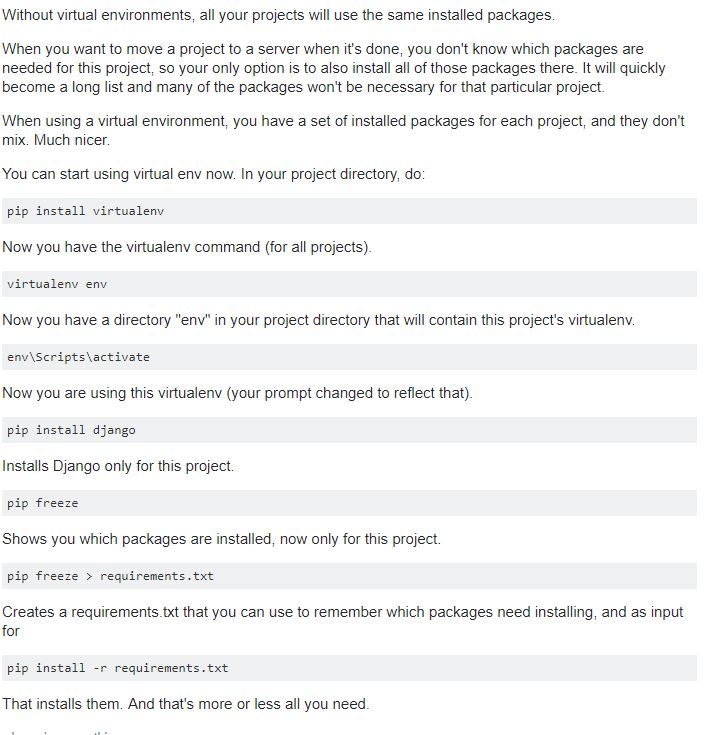 Without virtual environments, all your projects will use the same installed packages.
When you want to move a project to a server when it's done, you don't know which packages are
needed for this project, so your only option is to also install all of those packages there. It will quickly
become a long list and many of the packages won't be necessary for that particular project.
When using a virtual environment, you have a set of installed packages for each project, and they don't
mix. Much nicer.
You can start using virtual env now. In your project directory, do:
pip install virtualenv
Now you have the virtualenv command (for all projects).
virtualenv env
Now you have a directory "env" in your project directory that will contain this project's virtualenv.
env\Scripts\activate
Now you are using this virtualenv (your prompt changed to reflect that).
pip install django
Installs Django only for this project.
pip freeze
Shows you which packages are installed, now only for this project.
pip freeze > requirements.txt
Creates a requirements.txt that you can use to remember which packages need installing, and as input
for
pip install -r requirements.txt
That installs them. And that's more or less all you need.